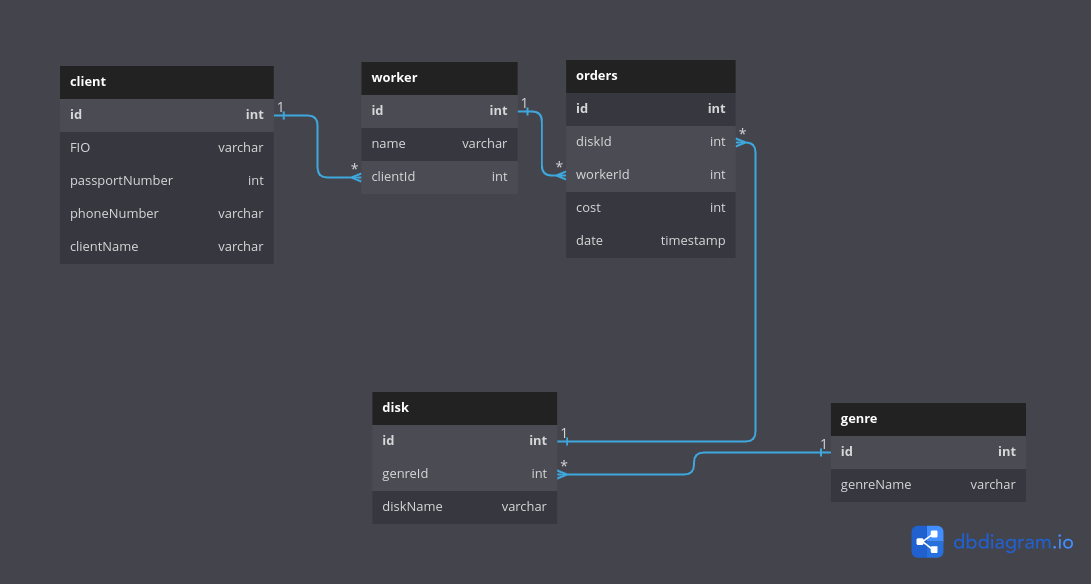 client
id int
FIO varchar
passportNumber int
phoneNumber varchar
clientName varchar
1
*
worker
id int
name varchar
clientId int
1
*
orders
id int
diskId int
workerId int
cost int
date timestamp
*
disk
id int
genreId int
diskName varchar
1
*
1
genre
id int
genreName varchar
dbdiagram.io